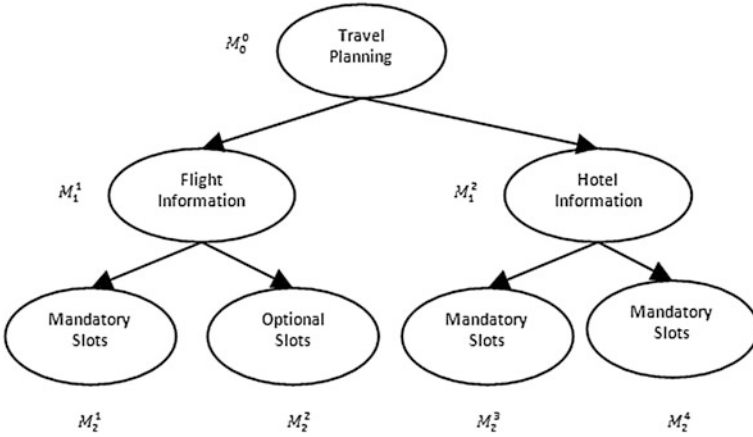 M_0^0
Travel
Planning
M_1^1
Flight
Information
M_1^2
Hotel
Information
Mandatory
Slots
Optional
Slots
Mandatory
Slots
Mandatory
Slots
M_2^1
M_2^2
M_2^3
M_2^4